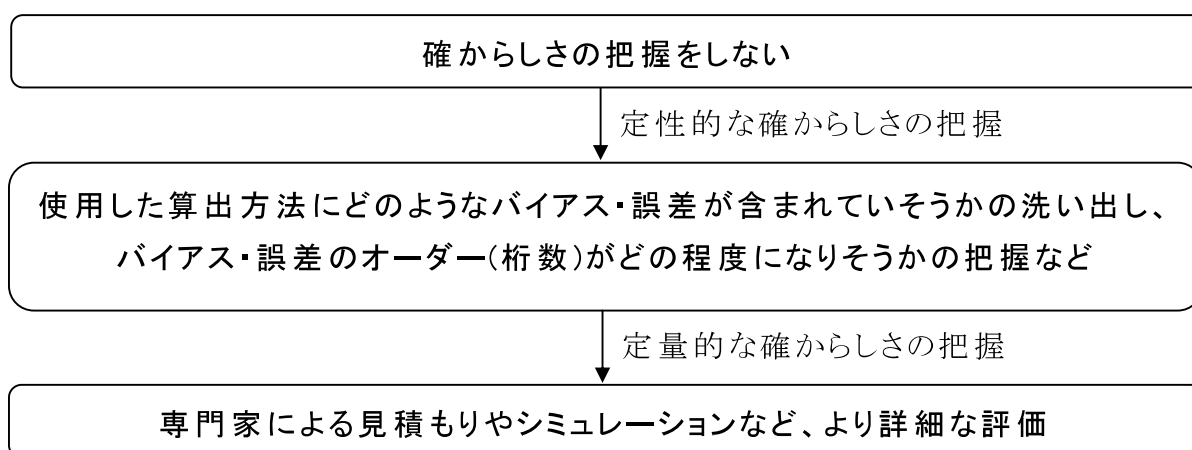 確からしさの把握をしない
定性的な確からしさの把握
使用した算出方法にどのようなバイアス・誤差が含まれていそうかの洗い出し、
バイアス・誤差のオーダー(桁数)がどの程度になりそうかの把握など
定量的な確からしさの把握
専門家による見積もりやシミュレーションなど、より詳細な評価